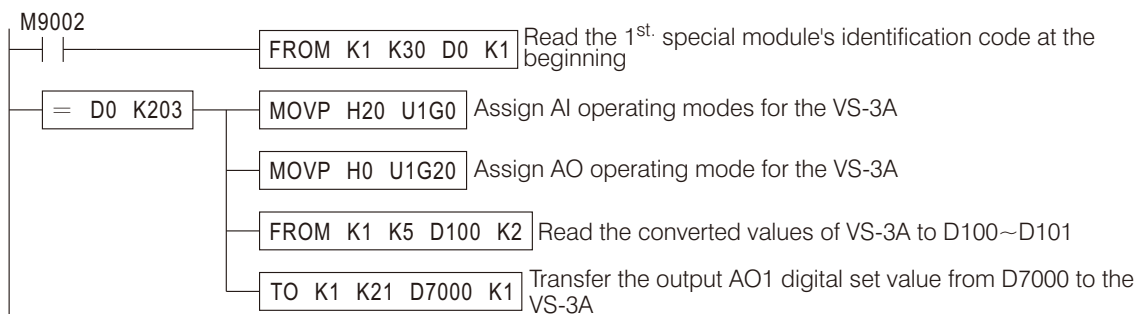 M9002
FROM K1 K30 D0 K1 Read the 1st. special module's identification code at the
beginning
= D0 K203 MOVP H20 U1G0 Assign AI operating modes for the VS-3A
MOVP H0 U1G20 Assign AO operating mode for the VS-3A
FROM K1 K5 D100 K2 Read the converted values of VS-3A to D100~D101
TO K1 K21 D7000 K1 Transfer the output AO1 digital set value from D7000 to the
VS-3A